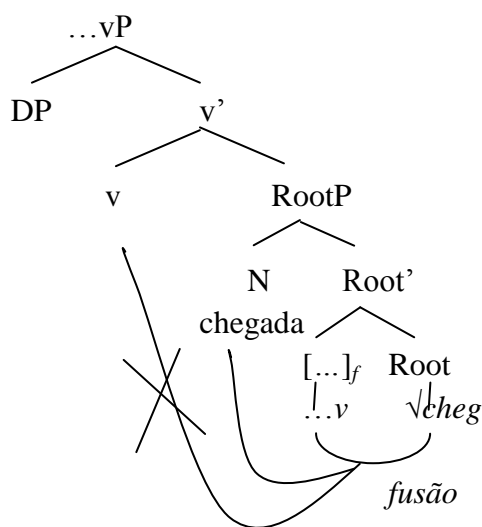 …vP
DP v’
v RootP
N Root’
chegada
[...]f Root
…v √cheg
fusão